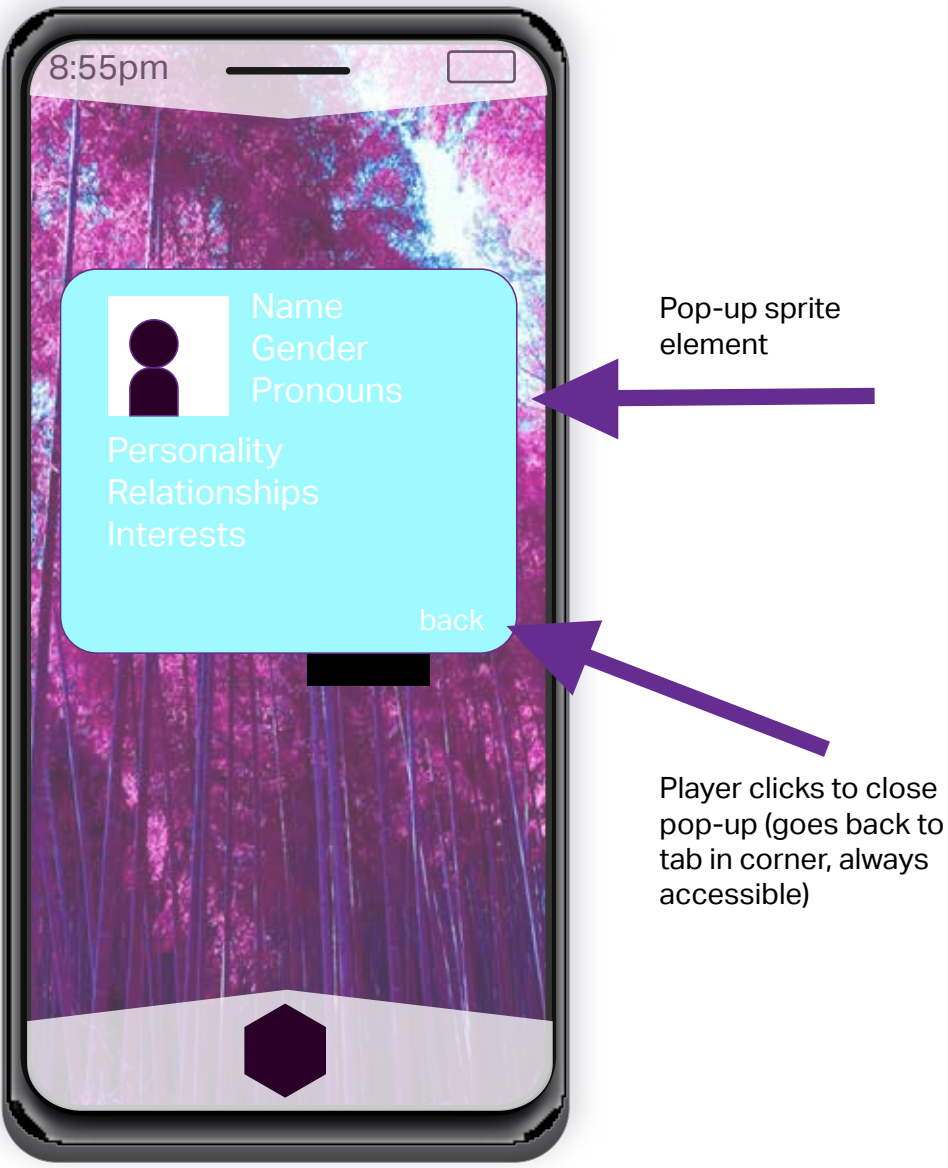 8:55pm
Name
Gender
Pronouns
Personality
Relationships
Interests
back
Pop-up sprite
element
Player clicks to close
pop-up (goes back to
tab in corner, always
accessible)